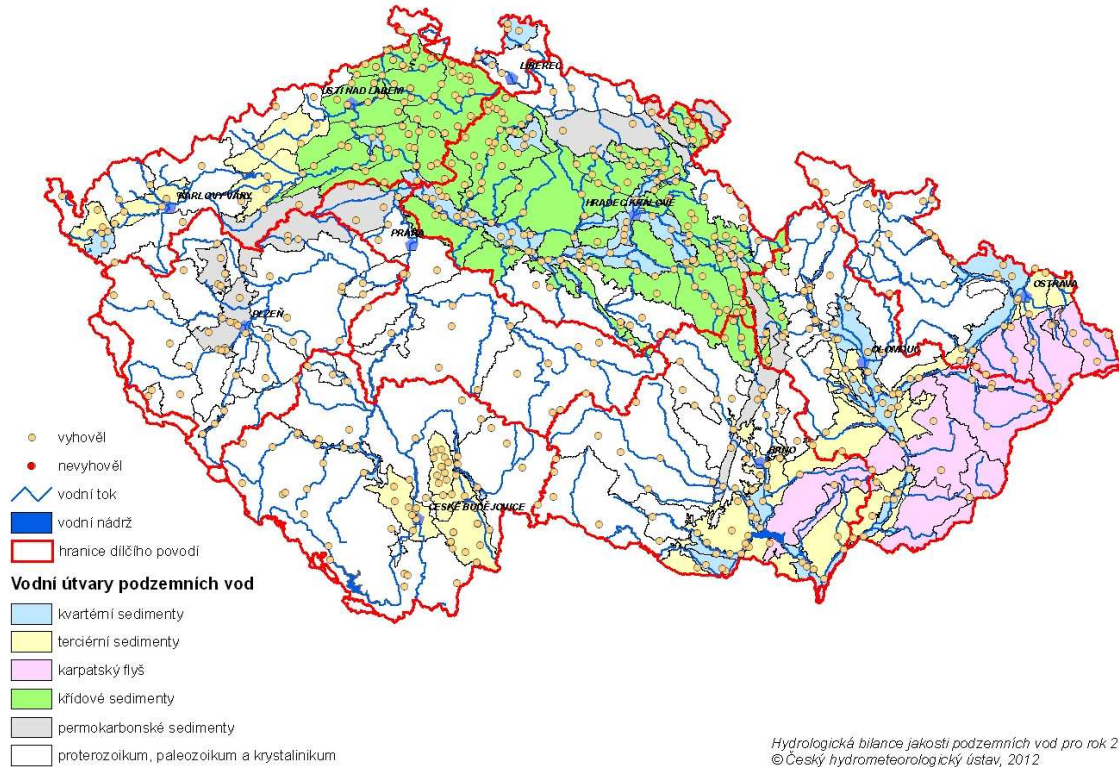 LIBEREC
ÚSTÍ NAD LABEM
KARLOVY VARY
HRADEC KRÁLOVÉ
PRAHA
OSTRAVA
PLZEŇ
OLOMOUC
BRNO
ČESKÉ BUDĚJOVICE
vyhověl
nevyhověl
vodní tok
vodní nádrž
hranice dílčího povodí
Vodní útvary podzemních vod
kvartérní sedimenty
terciérní sedimenty
karpatský flyš
křídové sedimenty
permokarbonské sedimenty
proterozoikum, paleozoikum a krystalinikum
Hydrologická bilance jakosti podzemních vod pro rok 2
© Český hydrometeorologický ústav, 2012